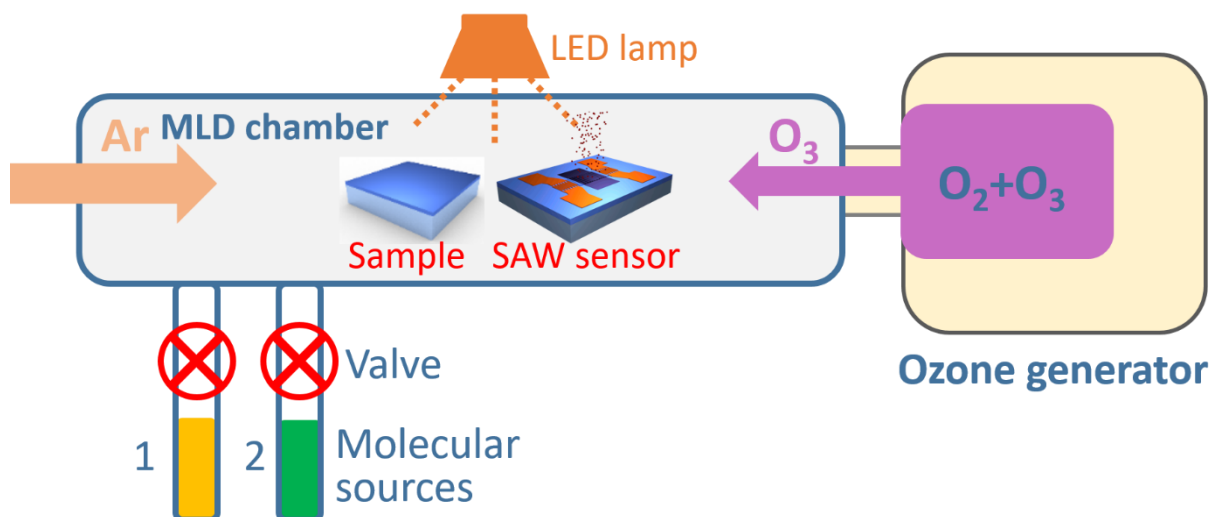 LED lamp
Ar
MLD chamber
O₃
O₂+O₃
Sample
SAW sensor
Valve
Ozone generator
1
2
Molecular
sources